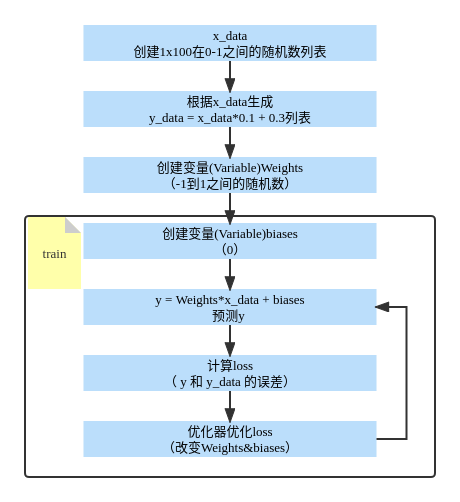 x_data
创建1x100在0-1之间的随机数列表
根据x_data生成
y_data = x_data*0.1 + 0.3列表
创建变量(Variable)Weights
（-1到1之间的随机数）
创建变量(Variable)biases
（0）
train
y = Weights*x_data + biases
预测y
计算loss
（ y 和 y_data 的误差）
优化器优化loss
（改变Weights&biases）